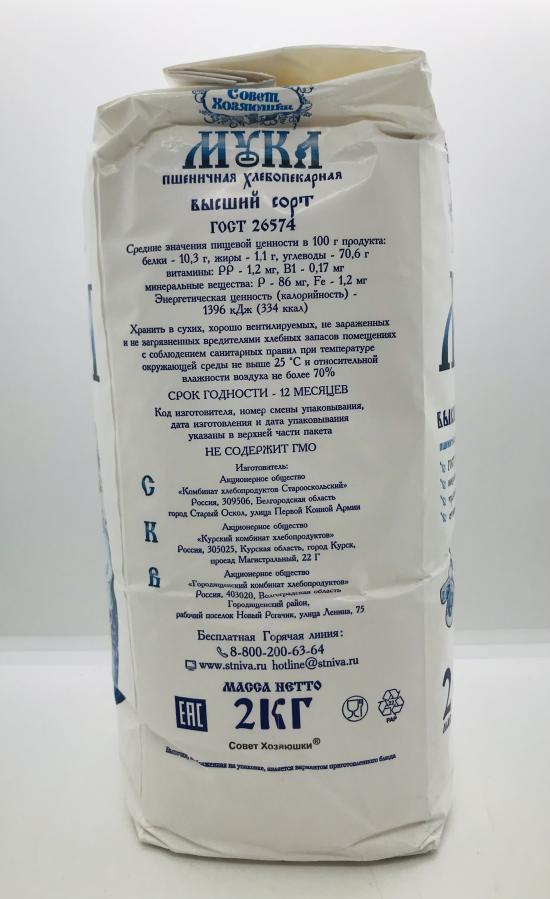 Совет
Хозяюшки
МУКА
пшеничная хлебопекарная
высший сорт
ГОСТ 26574
Средние значения пищевой ценности в 100 г продукта:
белки - 10,3 г, жиры - 1,1 г, углеводы - 70,6 г
витамины: РР - 1,2 мг, В1 - 0,17 мг
минеральные вещества: Р - 86 мг, Fe - 1,2 мг
Энергетическая ценность (калорийность) -
1396 кДж (334 ккал)
Хранить в сухих, хорошо вентилируемых, не зараженных
и не загрязненных вредителями хлебных запасов помещениях
с соблюдением санитарных правил при температуре
окружающей среды не выше 25 °С и относительной
влажности воздуха не более 70%
СРОК ГОДНОСТИ - 12 МЕСЯЦЕВ
Код изготовителя, номер смены упаковывания,
дата изготовления и дата упаковывания
указаны в верхней части пакета
НЕ СОДЕРЖИТ ГМО
Изготовитель:
Акционерное общество
С «Комбинат хлебопродуктов Старооскольский»
Россия, 309506, Белгородская область
город Старый Оскол, улица Первой Конной Армии
Акционерное общество
К «Курский комбинат хлебопродуктов»
Россия, 305025, Курская область, город Курск,
проезд Магистральный, 22 Г
Акционерное общество
«Городищенский комбинат хлебопродуктов»
Россия, 403020, Волгоградская область
Городищенский район,
рабочий поселок Новый Рогачик, улица Ленина, 75
Бесплатная Горячая линия:
8-800-200-63-64
www.stniva.ru hotline@stniva.ru
МАССА НЕТТО
EAC 2КГ
PAP
Совет Хозяюшки®
на упаковке, является вариантом приготовленного блюда